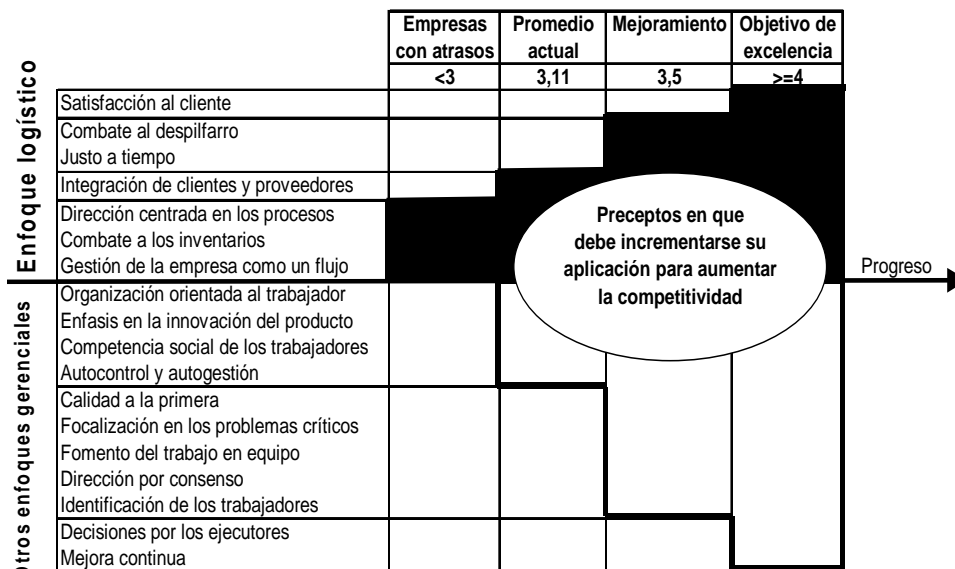 Empresas con atrasos
Promedio actual
Mejoramiento
Objetivo de excelencia
<3
3,11
3,5
>=4
Enfoque logístico
Satisfacción al cliente
Combate al despilfarro
Justo a tiempo
Integración de clientes y proveedores
Dirección centrada en los procesos
Combate a los inventarios
Gestión de la empresa como un flujo
Preceptos en que
debe incrementarse su
aplicación para aumentar
la competitividad
Progreso
Otros enfoques gerenciales
Organización orientada al trabajador
Enfasis en la innovación del producto
Competencia social de los trabajadores
Autocontrol y autogestión
Calidad a la primera
Focalización en los problemas críticos
Fomento del trabajo en equipo
Dirección por consenso
Identificación de los trabajadores
Decisiones por los ejecutores
Mejora continua